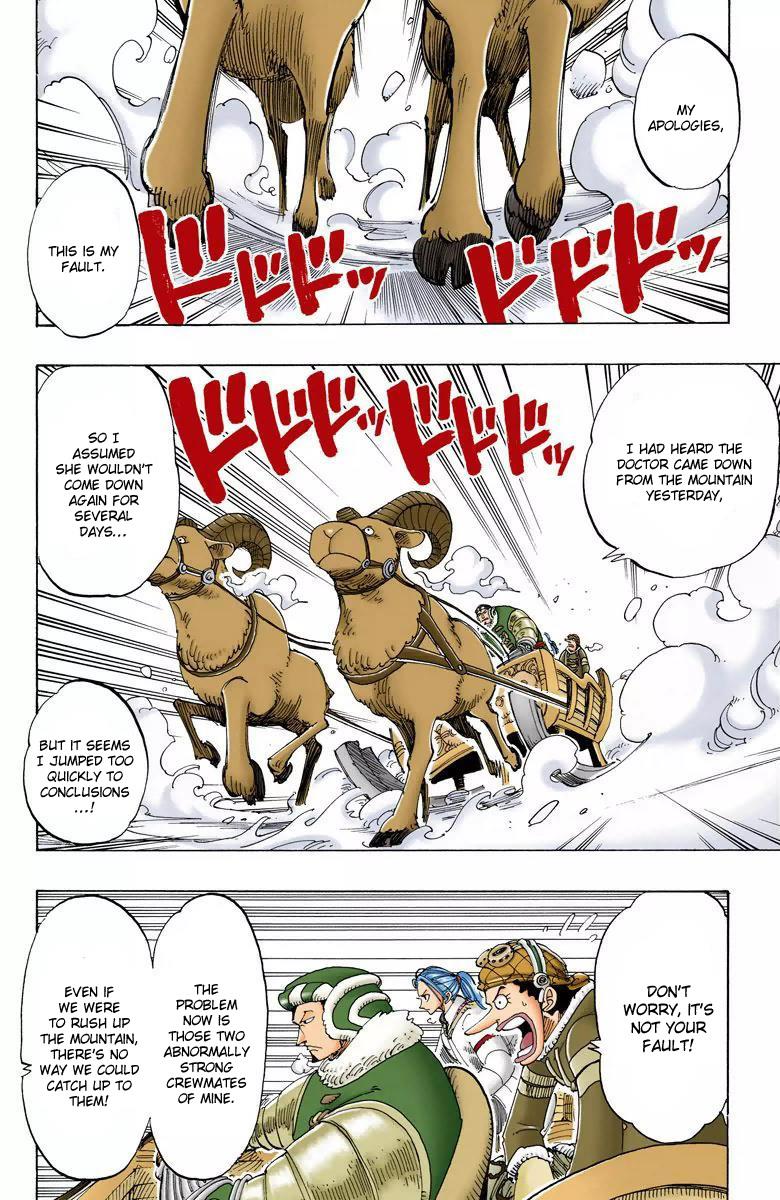 MY
APOLOGIES,
THIS IS MY
FAULT.
ドドドドッ
ドドドドッ
I HAD HEARD THE
DOCTOR CAME DOWN
FROM THE MOUNTAIN
YESTERDAY,
SO I
ASSUMED
SHE WOULDN'T
COME DOWN
AGAIN FOR
SEVERAL
DAYS...
ドドドドッ
ドドドドッ
BUT IT SEEMS
I JUMPED TOO
QUICKLY TO
CONCLUSIONS
...!
DON'T
WORRY, IT'S
NOT YOUR
FAULT!
THE
PROBLEM
NOW IS
THOSE TWO
ABNORMALLY
STRONG
CREWMATES
OF MINE.
EVEN IF
WE WERE
TO RUSH UP
THE MOUNTAIN,
THERE'S NO
WAY WE COULD
CATCH UP TO
THEM!